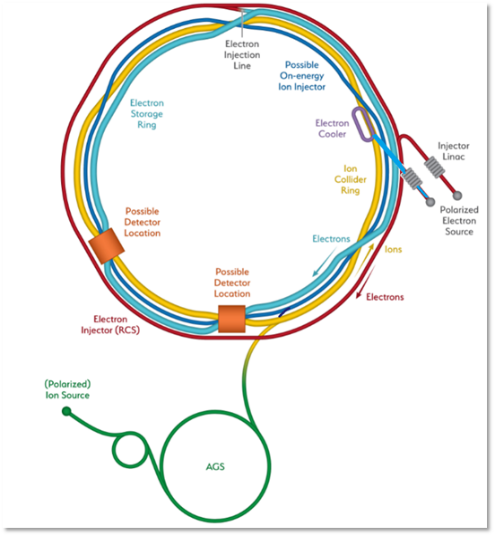 Electron
Injection
Line
Possible
On-energy
Ion Injector
Electron
Storage
Ring
Electron
Cooler
Injector
Linac
Ion
Collider
Ring
Polarized
Electron
Source
Possible
Detector
Location
Electrons
Ions
Possible
Detector
Location
Electrons
Electron
Injector (RCS)
(Polarized)
Ion Source
AGS